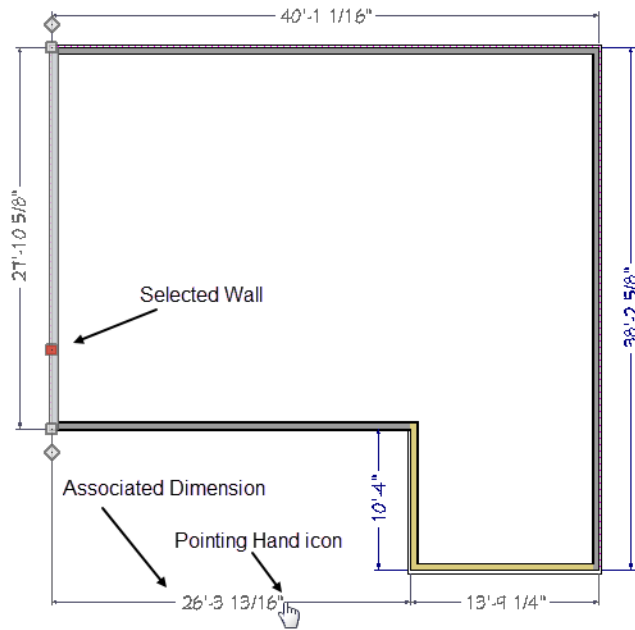 40'-1 1/16"
27'-10 5/8"
Selected Wall
38'-2 5/8"
10'-4"
Associated Dimension
Pointing Hand icon
26'-3 13/16"
13'-9 1/4"